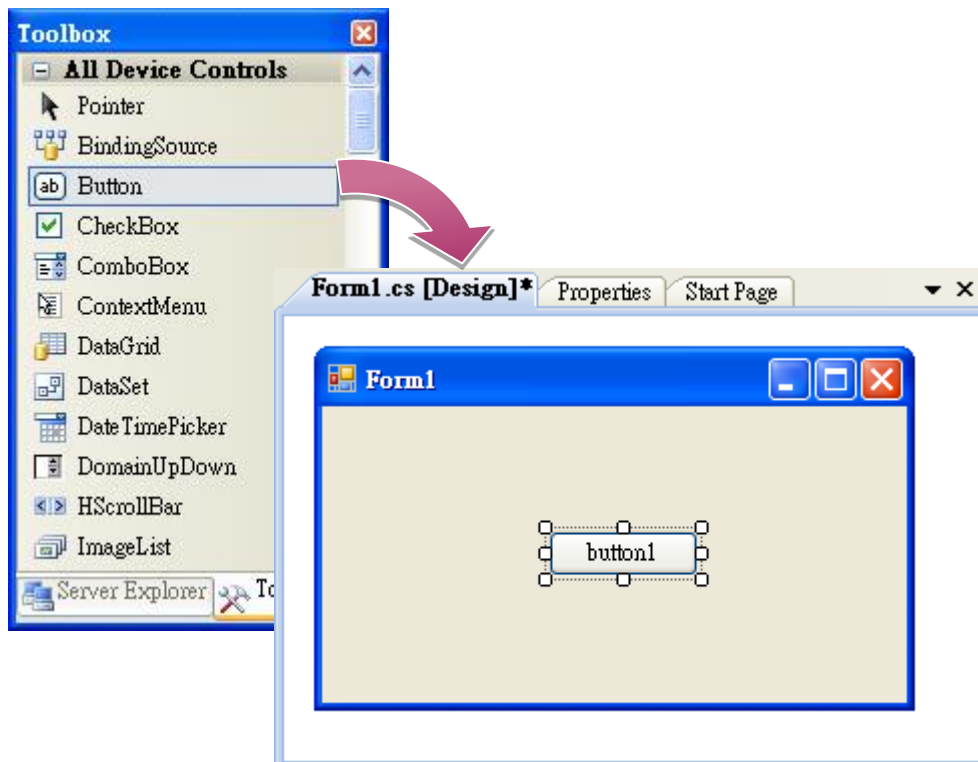 Toolbox
All Device Controls
Pointer
BindingSource
ab Button
CheckBox
ComboBox
ContextMenu
DataGrid
DataSet
DateTimePicker
DomainUpDown
HScrollBar
ImageList
Server Explorer To
Form1.cs [Design]* Properties Start Page
Form1
button1